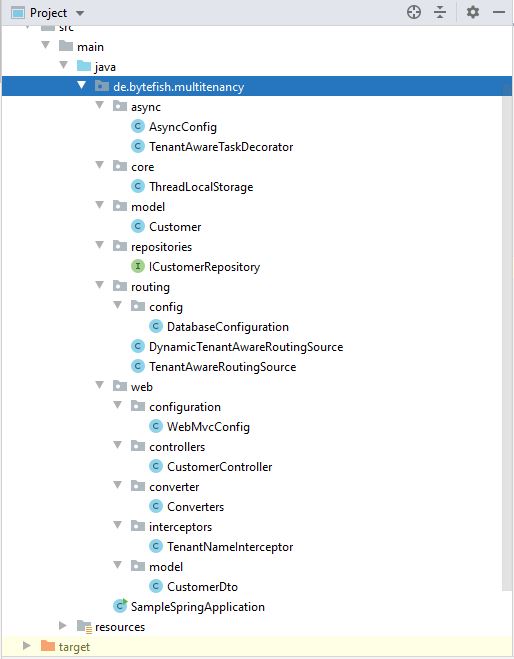 Project
src
main
java
de.bytefish.multitenancy
async
AsyncConfig
TenantAwareTaskDecorator
core
ThreadLocalStorage
model
Customer
repositories
ICustomerRepository
routing
config
DatabaseConfiguration
DynamicTenantAwareRoutingSource
TenantAwareRoutingSource
web
configuration
WebMvcConfig
controllers
CustomerController
converter
Converters
interceptors
TenantNameInterceptor
model
CustomerDto
SampleSpringApplication
resources
target